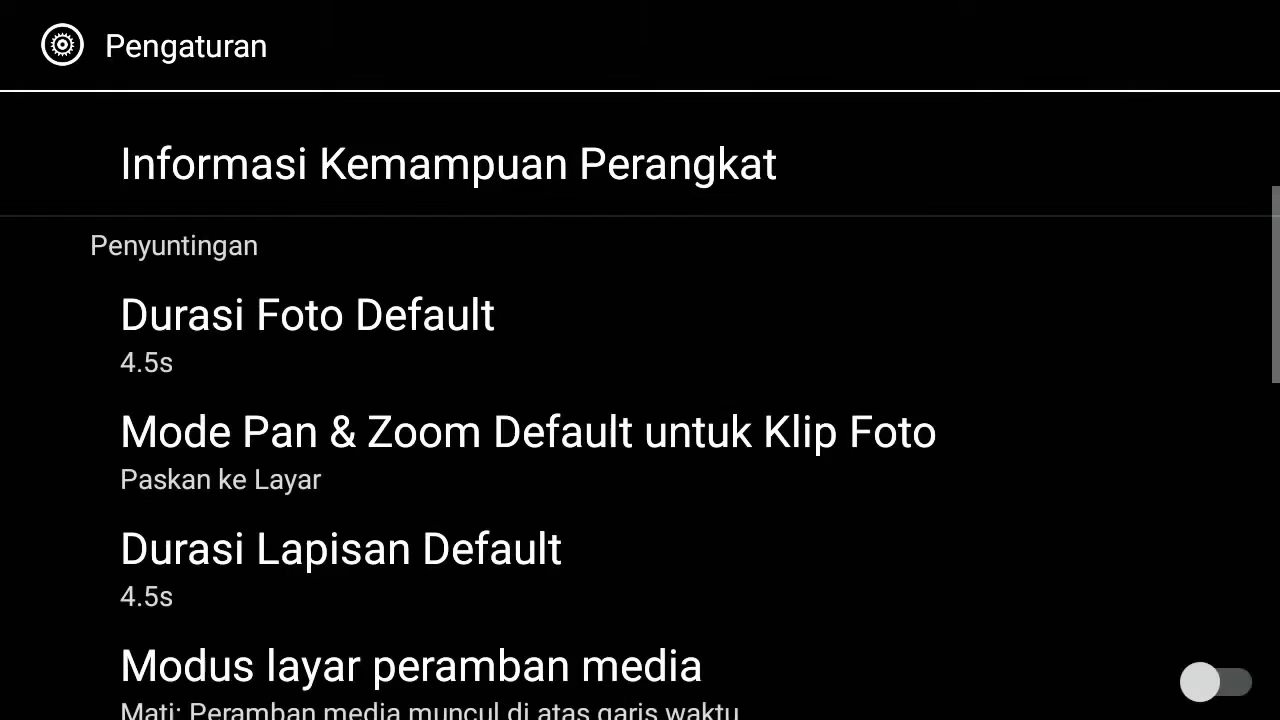 Pengaturan
Informasi Kemampuan Perangkat
Penyuntingan
Durasi Foto Default
4.5s
Mode Pan & Zoom Default untuk Klip Foto
Paskan ke Layar
Durasi Lapisan Default
4.5s
Modus layar peramban media
Mati: Peramban media muncul di atas garis waktu